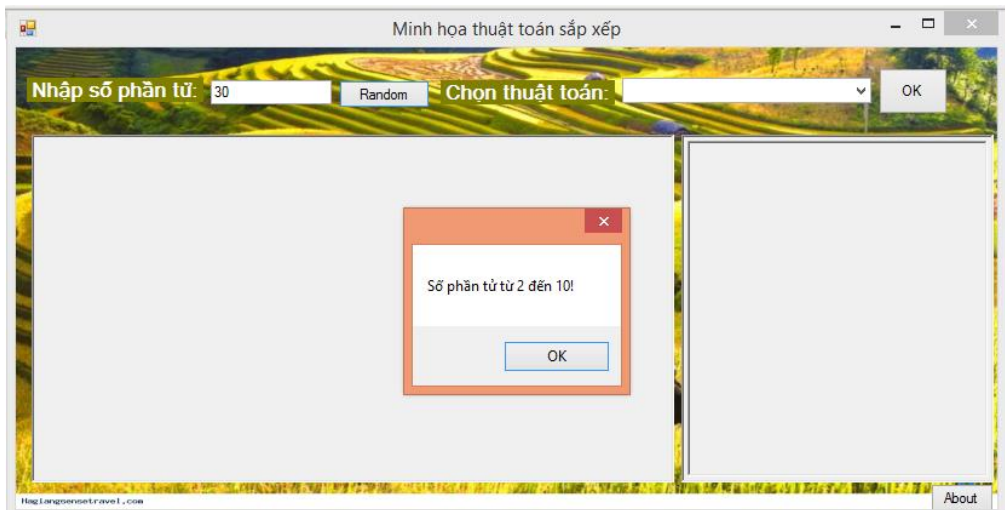 Minh họa thuật toán sắp xếp
Nhập số phần tử: 30 Random Chọn thuật toán: OK
Số phần tử từ 2 đến 10!
OK
Hagiangsensetravel.com
About